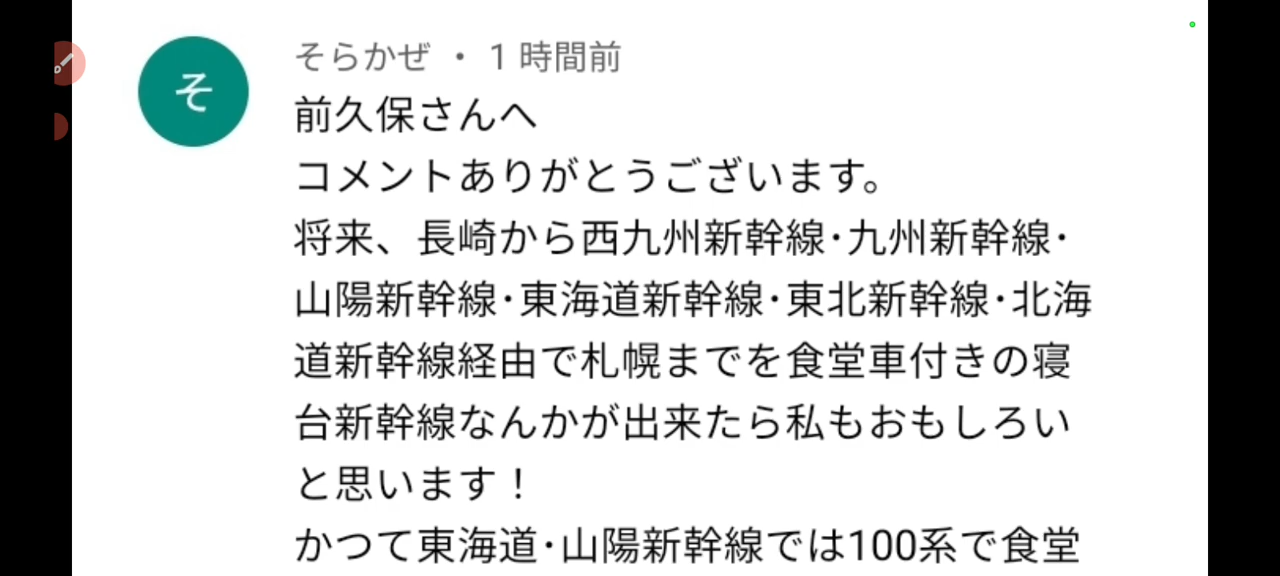 そ
そらかぜ ・ 1 時間前
前久保さんへ
コメントありがとうございます。
将来、長崎から西九州新幹線･九州新幹線･
山陽新幹線･東海道新幹線･東北新幹線･北海
道新幹線経由で札幌までを食堂車付きの寝
台新幹線なんかが出来たら私もおもしろい
と思います！
かつて東海道･山陽新幹線では100系で食堂